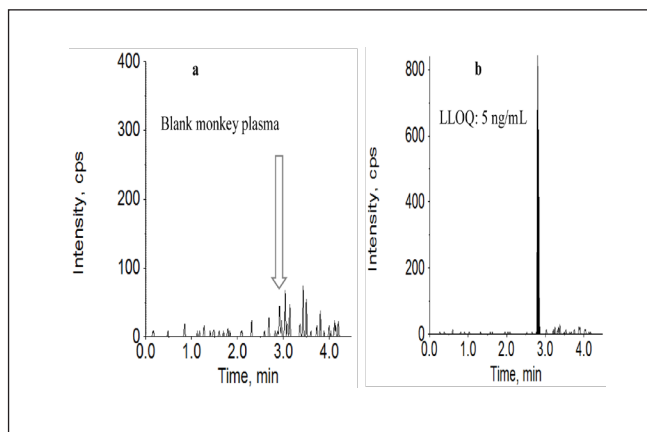 a
Blank monkey plasma
Intensity, cps
400
300
200
100
0
0.0 1.0 2.0 3.0 4.0
Time, min
b
LLOQ: 5 ng/mL
Intensity, cps
800
600
400
200
0
0.0 1.0 2.0 3.0 4.0
Time, min